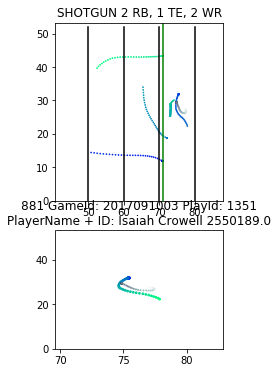 SHOTGUN 2 RB, 1 TE, 2 WR
50
40
30
20
10
0
50 60 70 80
881 GameId: 2017091003 PlayId: 1351
PlayerName + ID: Isaiah Crowell 2550189.0
40
20
0
70 75 80